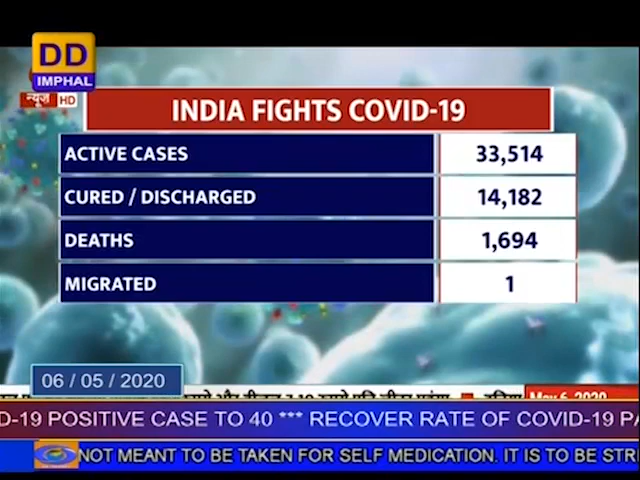 DD
IMPHAL
न्यूज़ HD
INDIA FIGHTS COVID-19
ACTIVE CASES 33,514
CURED / DISCHARGED 14,182
DEATHS 1,694
MIGRATED 1
06 / 05 / 2020
May 6, 2020
D-19 POSITIVE CASE TO 40 *** RECOVER RATE OF COVID-19 PA
NOT MEANT TO BE TAKEN FOR SELF MEDICATION. IT IS TO BE STR